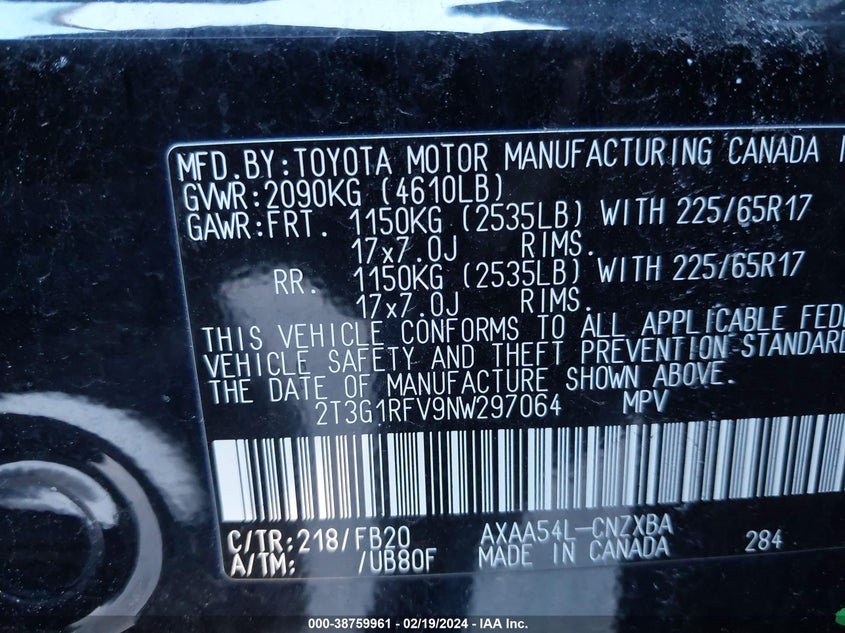 MFD.BY:TOYOTA MOTOR MANUFACTURING CANADA
GVWR:2090KG (4610LB)
GAWR:FRT. 1150KG (2535LB) WITH 225/65R17
17x7.0J RIMS.
RR. 1150KG (2535LB) WITH 225/65R17
17x7.0J RIMS.
THIS VEHICLE CONFORMS TO ALL APPLICABLE FEDE
VEHICLE SAFETY AND THEFT PREVENTION STANDARD
THE DATE OF MANUFACTURE SHOWN ABOVE.
2T3G1RFV9NW297064 MPV
C/TR:218/FB20 AXAA54L-CNZXBA
A/TM: /UB80F MADE IN CANADA 284
000-38759961 - 02/19/2024 - IAA Inc.